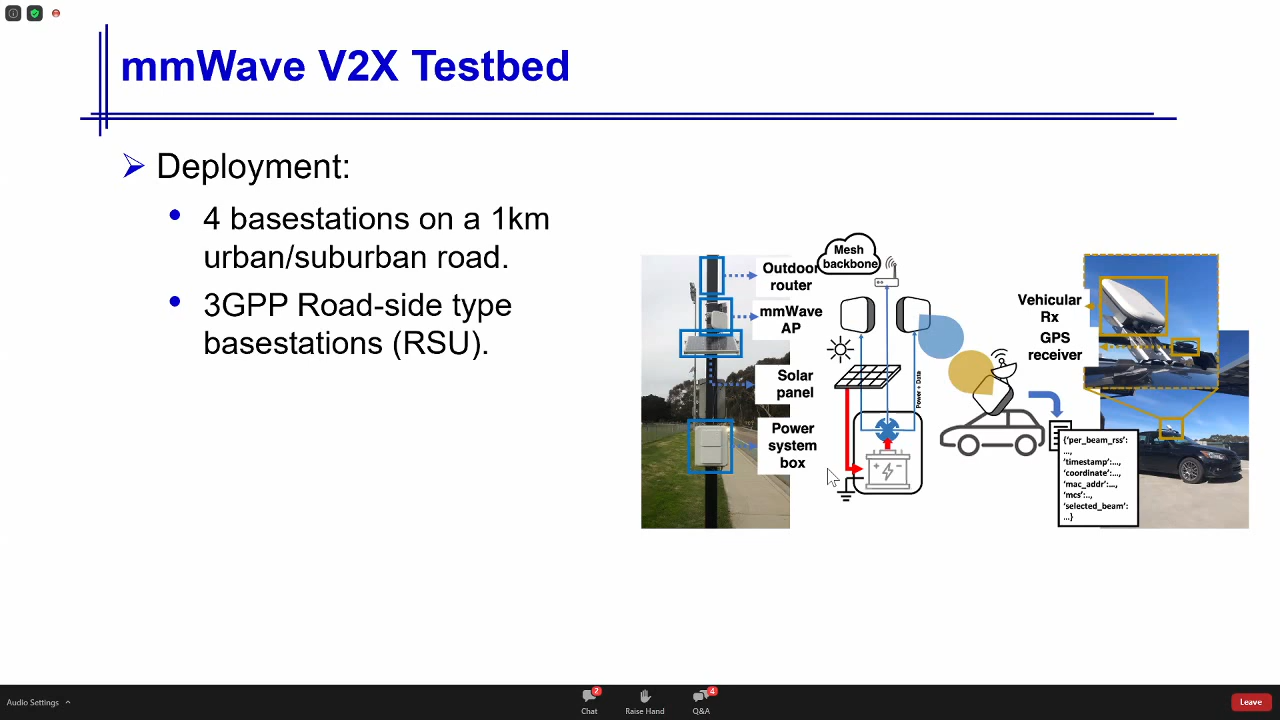 mmWave V2X Testbed
Deployment:
4 basestations on a 1km
urban/suburban road.
3GPP Road-side type
basestations (RSU).
Outdoor
router
mmWave
AP
Solar
panel
Power
system
box
Mesh
backbone
Power + Data
Vehicular
Rx
GPS
receiver
{'per_beam_rss':
...,
'timestamp':...,
'coordinate':...,
'mac_addr':...,
'mcs':..,
'selected_beam':
...}
Audio Settings
2
Chat
Raise Hand
4
Q&A
Leave